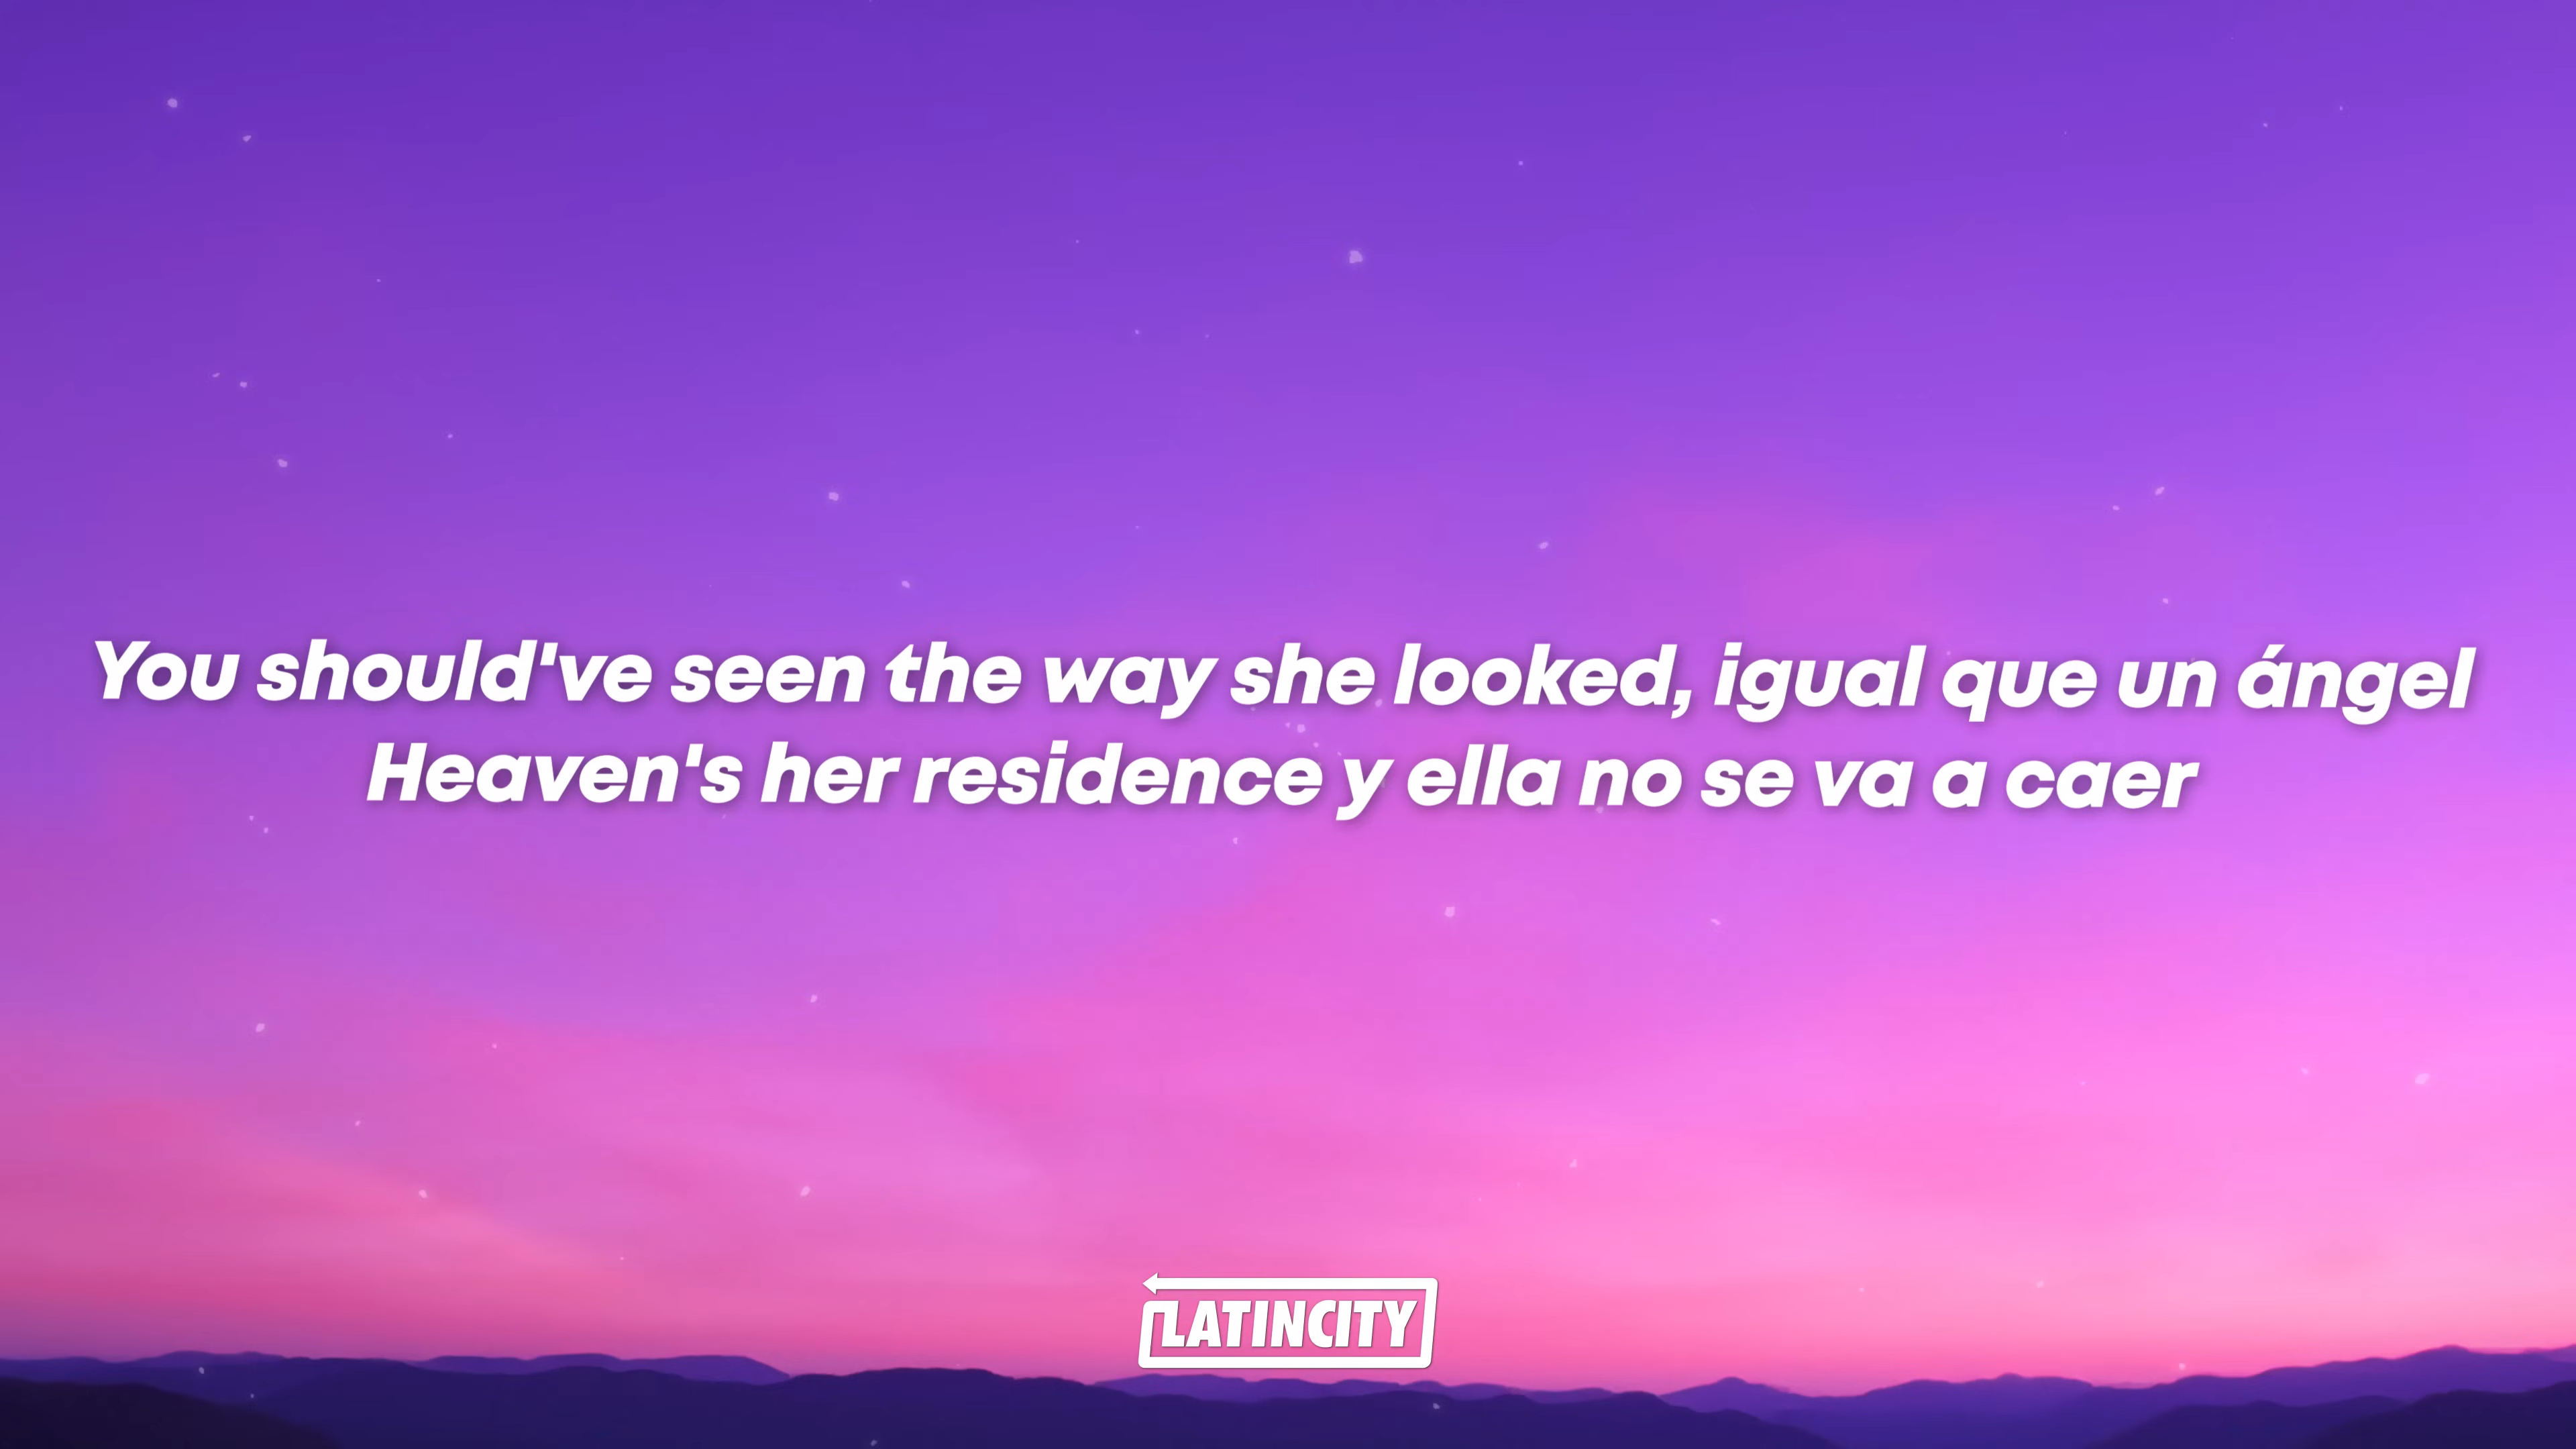 You should've seen the way she looked, igual que un ángel
Heaven's her residence y ella no se va a caer
LATINCITY